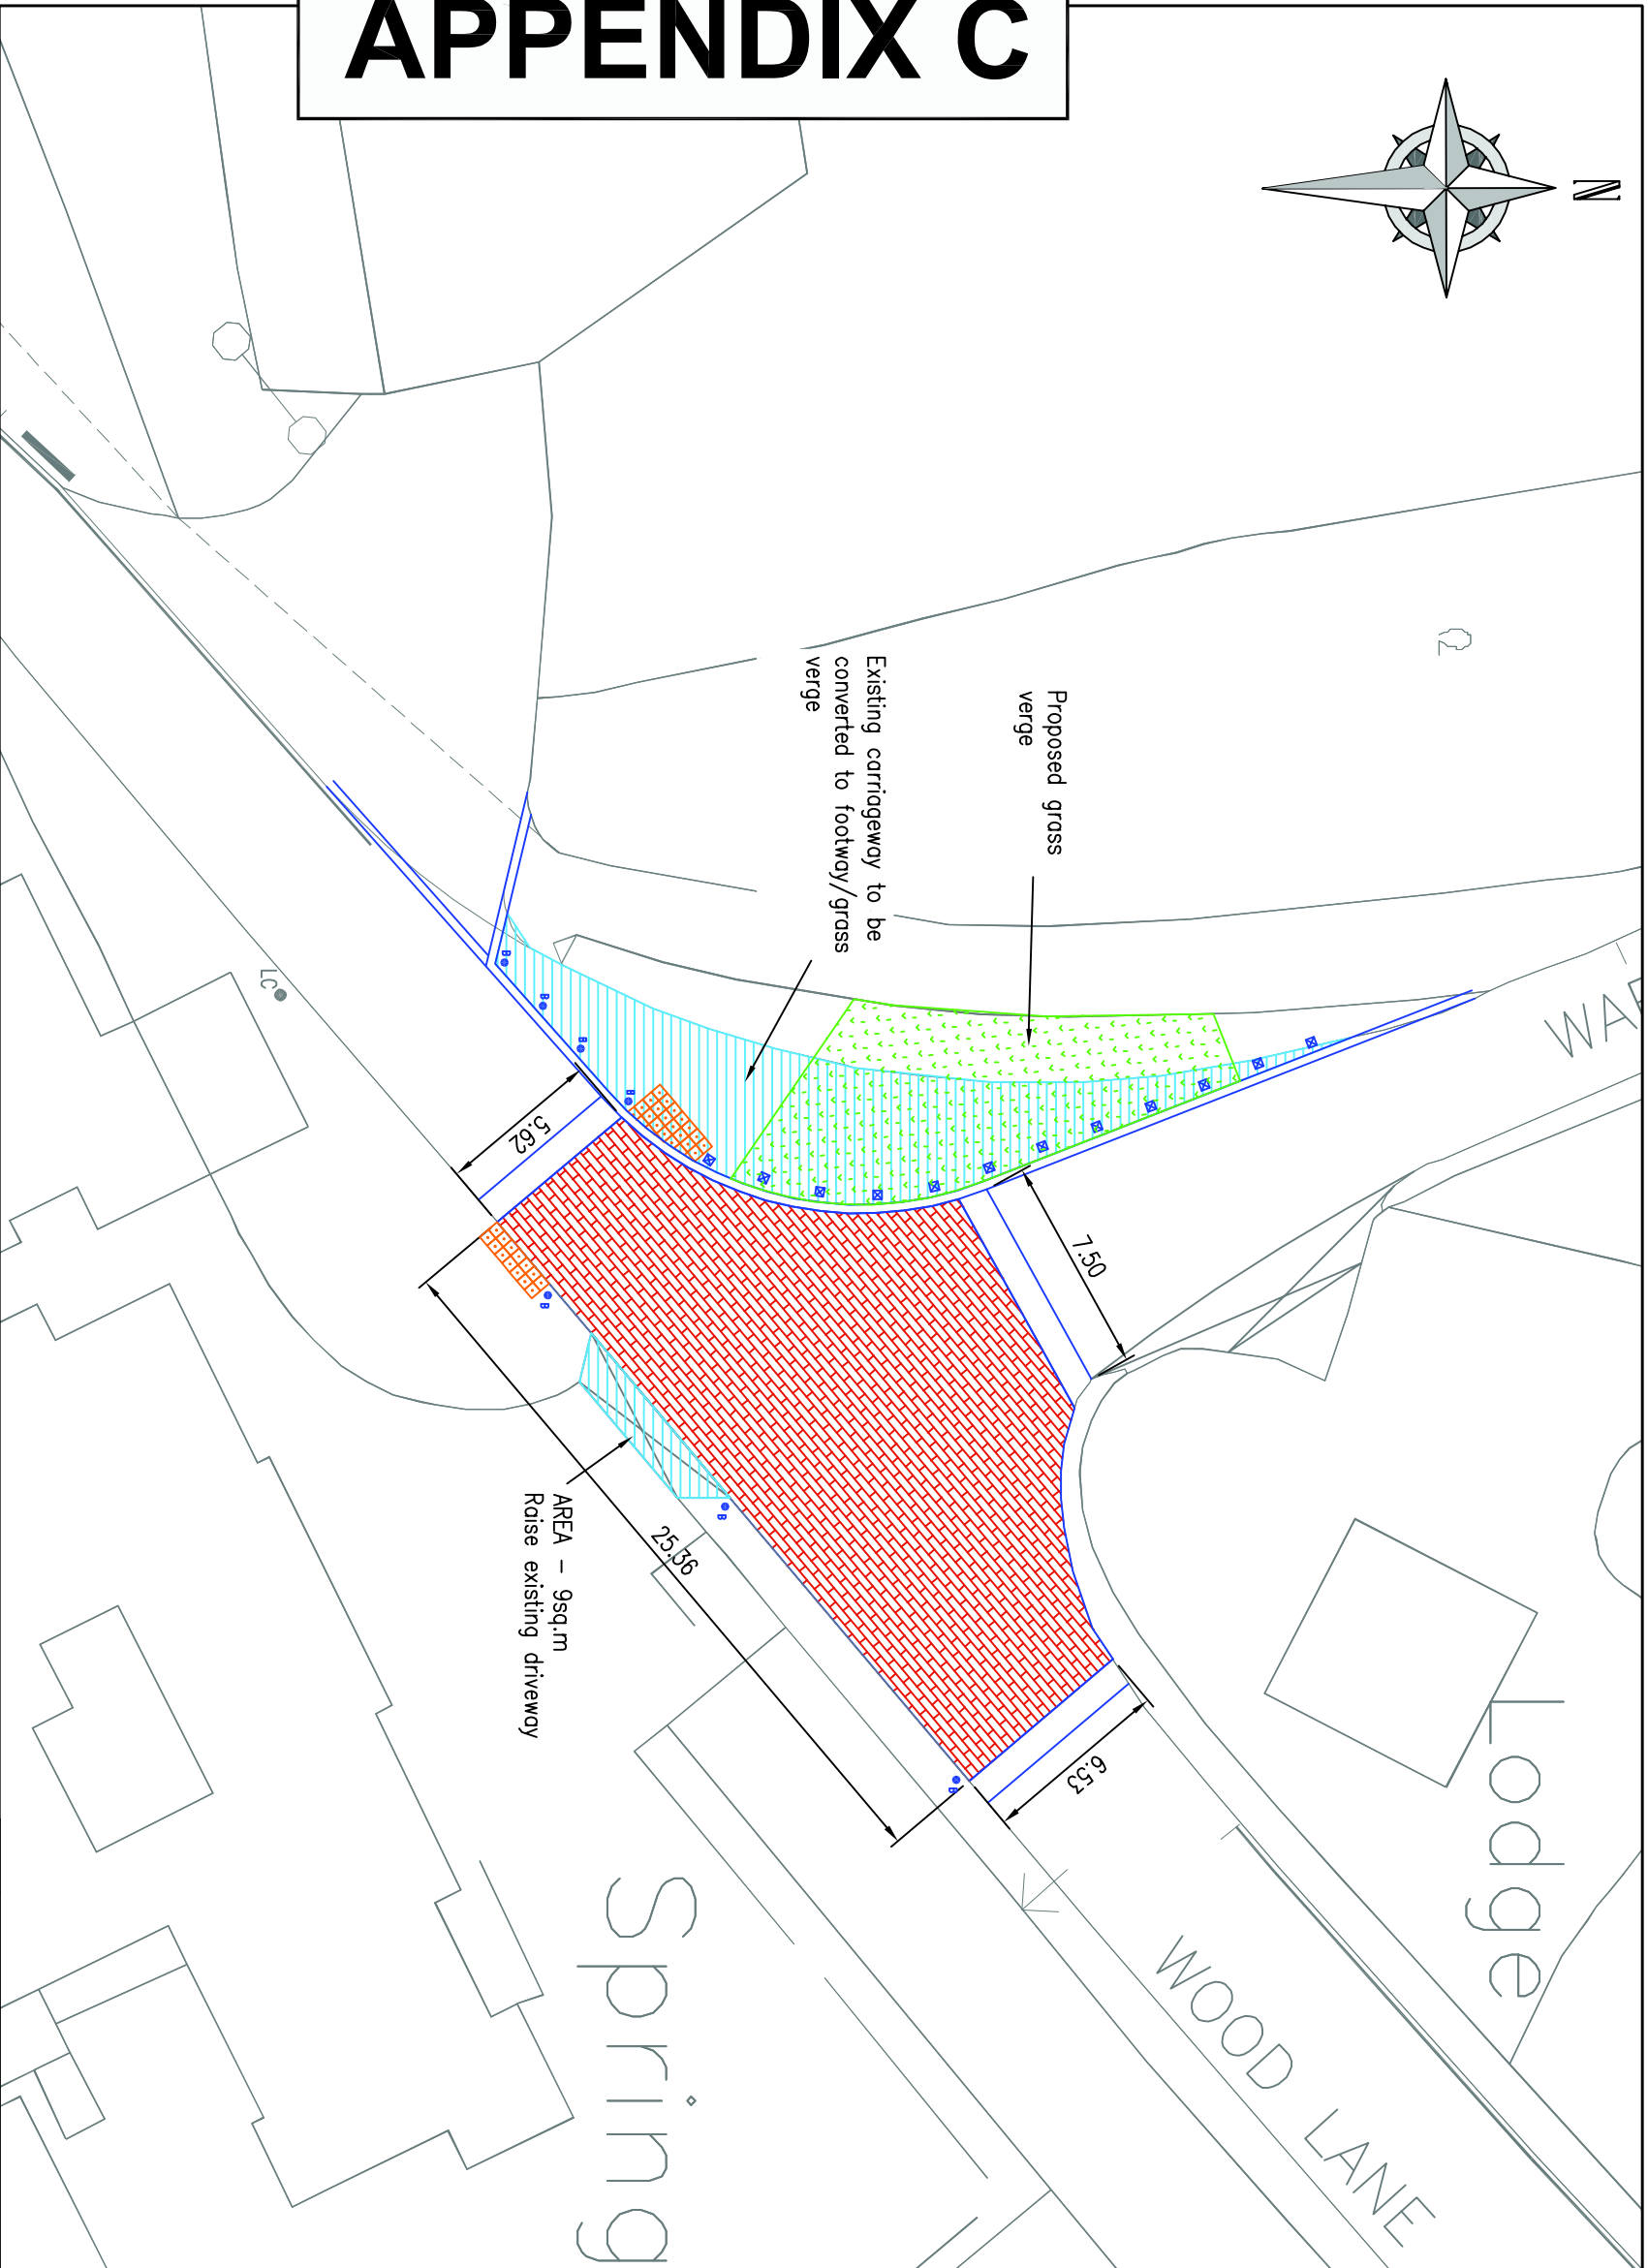 APPENDIX C
N
WAR
Proposed grass
verge
Existing carriageway to be
converted to footway/grass
verge
LC
B
B
B
B
5.62
7.50
B
B
AREA - 9sq.m
Raise existing driveway
25.36
6.53
B
Lodge
Spring
WOOD LANE